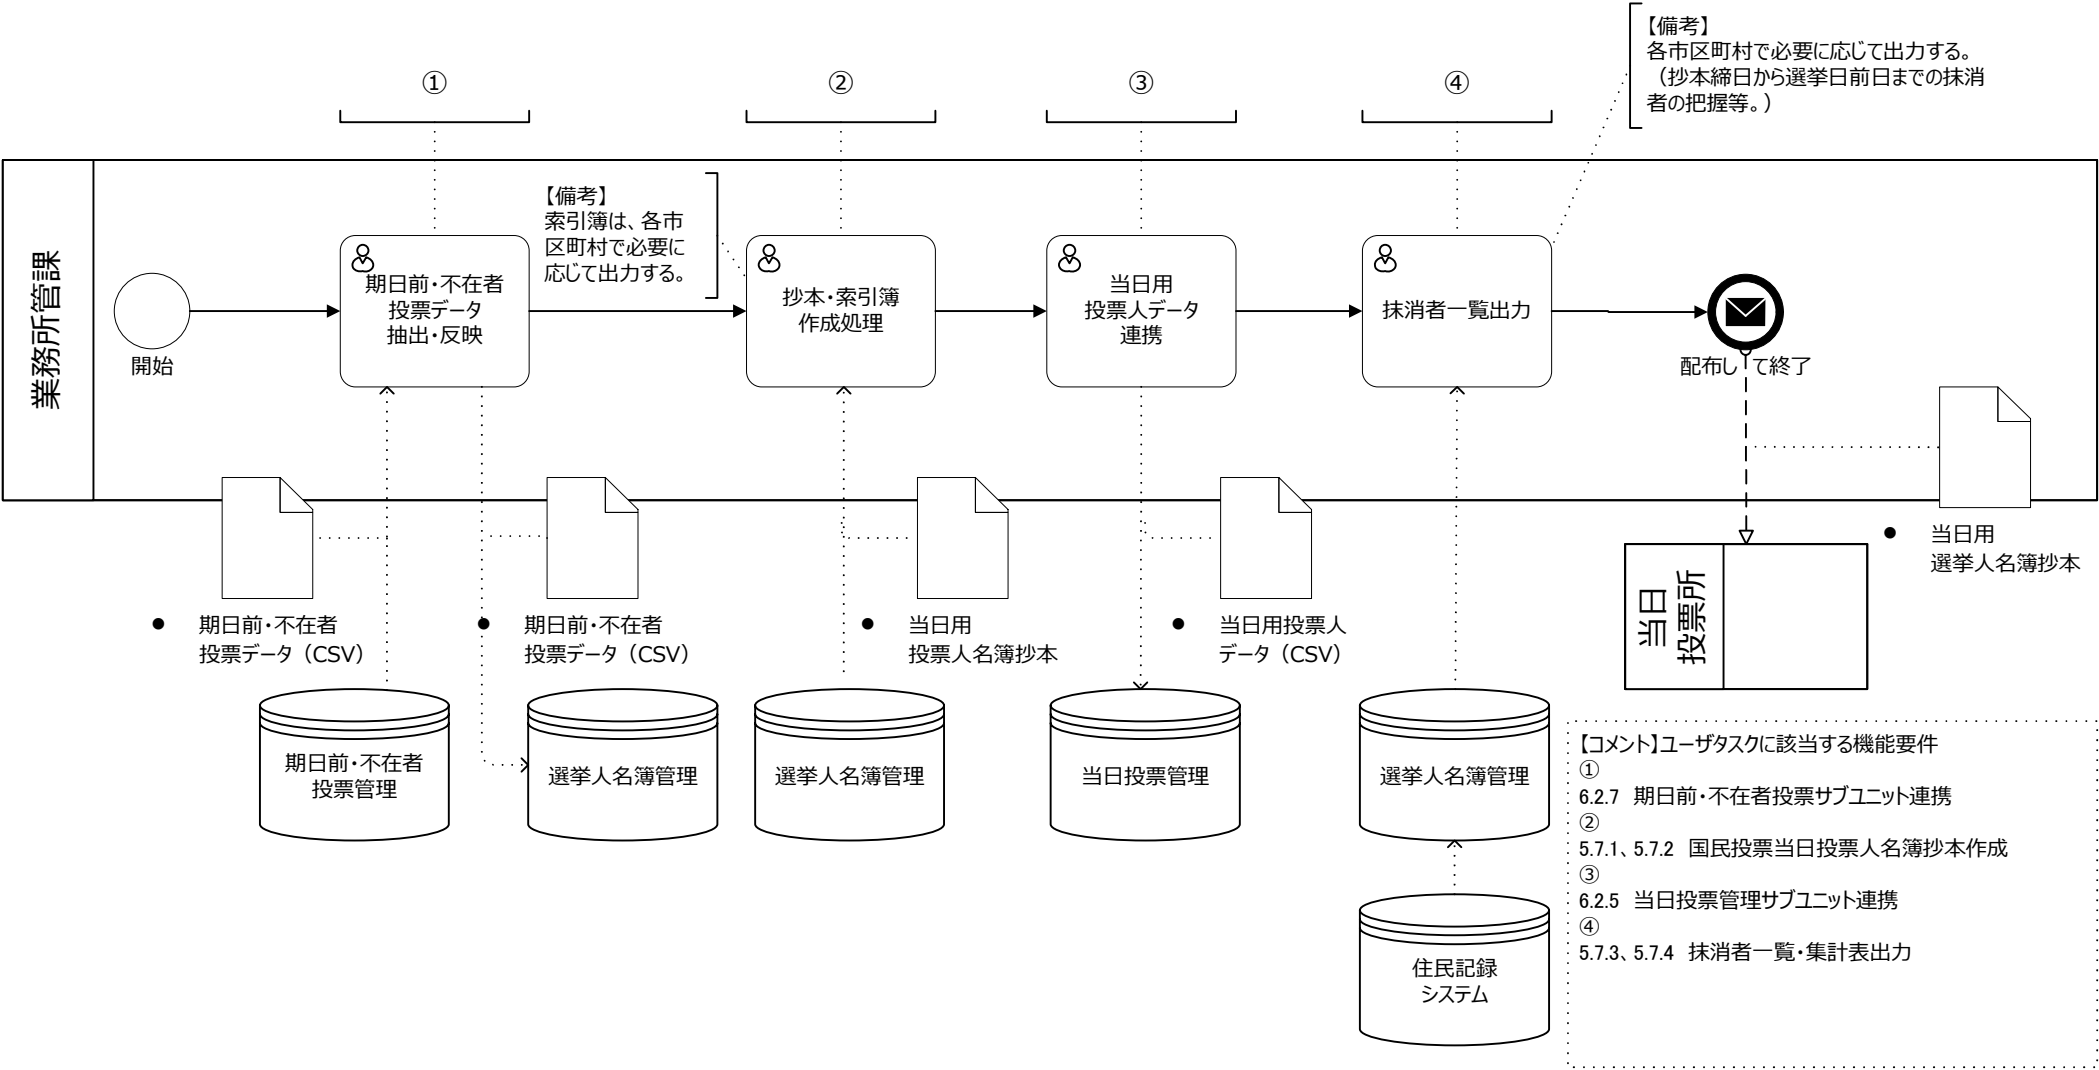 ①
②
③
④
【備考】
各市区町村で必要に応じて出力する。
（抄本締日から選挙日前日までの抹消
者の把握等。）
業務所管課
開始
期日前・不在者
投票データ
抽出・反映
【備考】
索引簿は、各市
区町村で必要に
応じて出力する。
抄本・索引簿
作成処理
当日用
投票人データ
連携
抹消者一覧出力
配布して終了
● 期日前・不在者
投票データ（CSV）
● 期日前・不在者
投票データ（CSV）
● 当日用
投票人名簿抄本
● 当日用投票人
データ（CSV）
● 当日用
選挙人名簿抄本
当日
投票所
期日前・不在者
投票管理
選挙人名簿管理
選挙人名簿管理
当日投票管理
選挙人名簿管理
住民記録
システム
【コメント】ユーザタスクに該当する機能要件
①
6.2.7 期日前・不在者投票サブユニット連携
②
5.7.1、5.7.2 国民投票当日投票人名簿抄本作成
③
6.2.5 当日投票管理サブユニット連携
④
5.7.3、5.7.4 抹消者一覧・集計表出力